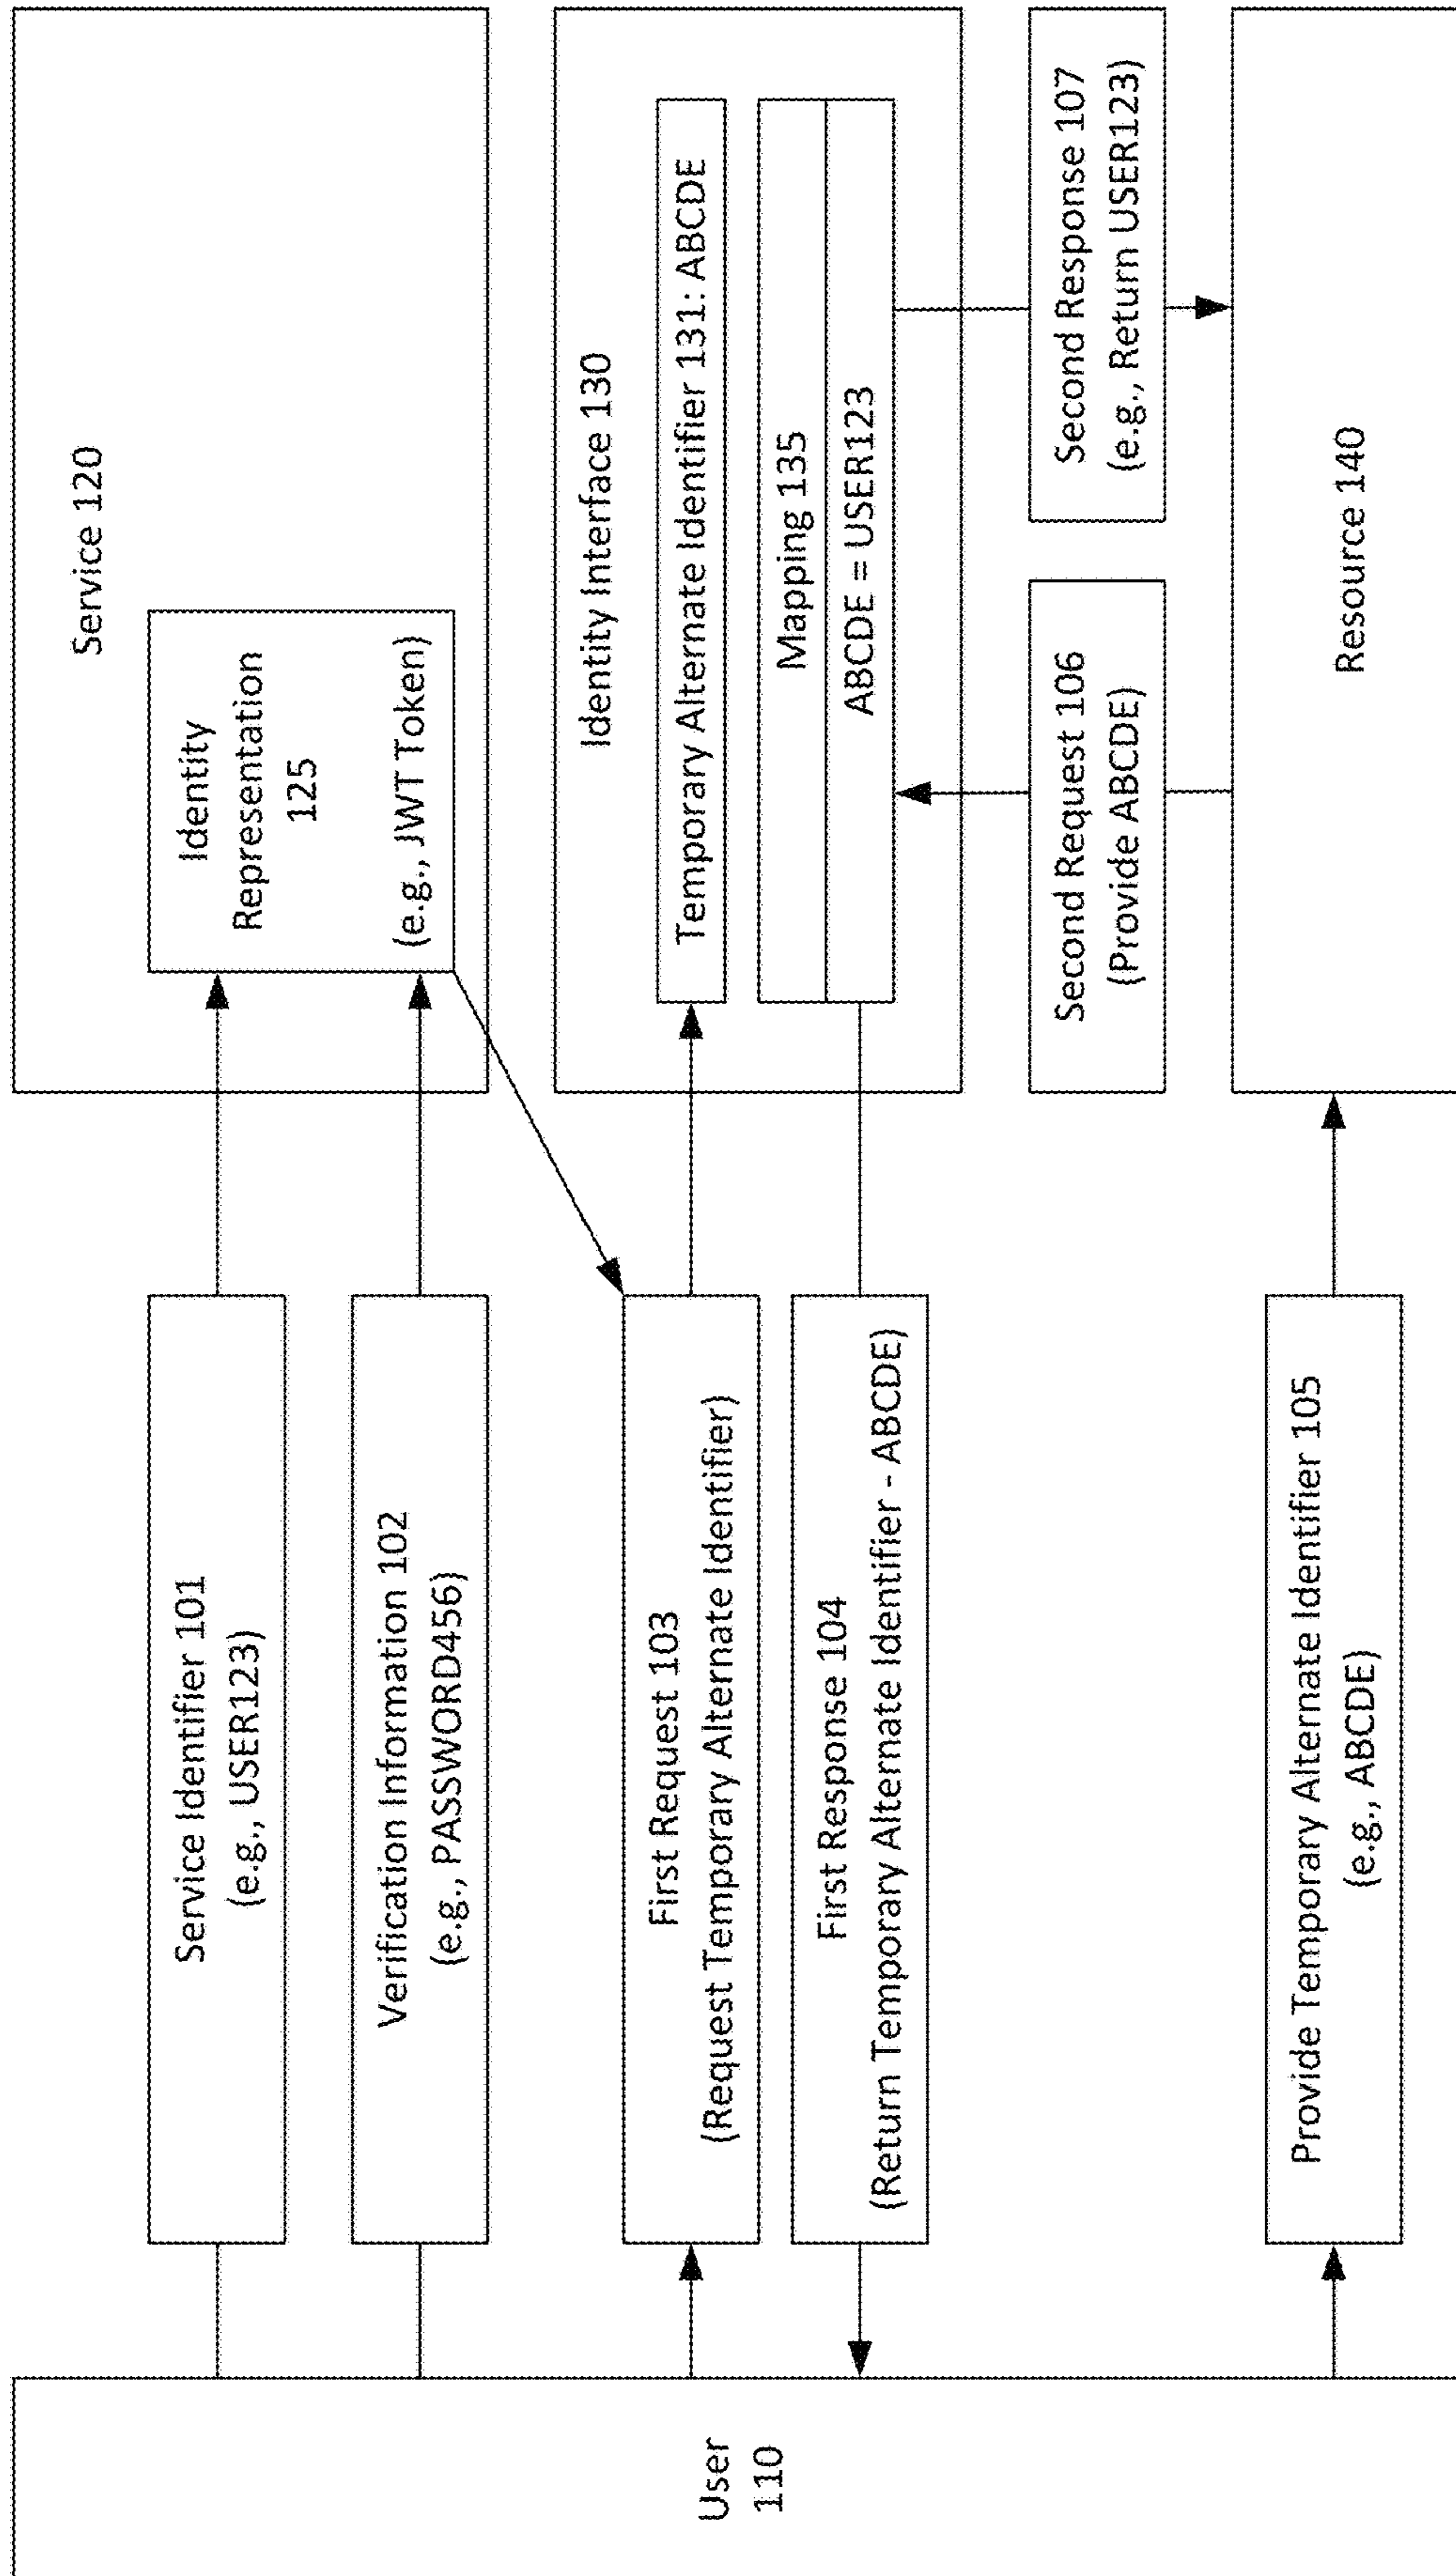 User
110
Service Identifier 101
(e.g., USER123)
Verification Information 102
(e.g., PASSWORD456)
First Request 103
(Request Temporary Alternate Identifier)
First Response 104
(Return Temporary Alternate Identifier - ABCDE)
Provide Temporary Alternate Identifier 105
(e.g., ABCDE)
Service 120
Identity
Representation
125
(e.g., JWT Token)
Identity Interface 130
Temporary Alternate Identifier 131: ABCDE
Mapping 135
ABCDE = USER123
Second Request 106
(Provide ABCDE)
Second Response 107
(e.g., Return USER123)
Resource 140